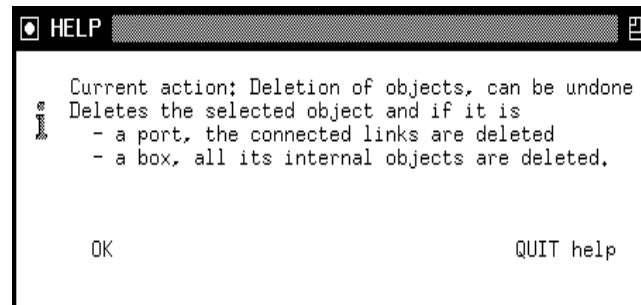 HELP
Current action: Deletion of objects, can be undone
Deletes the selected object and if it is
- a port, the connected links are deleted
- a box, all its internal objects are deleted.
OK QUIT help